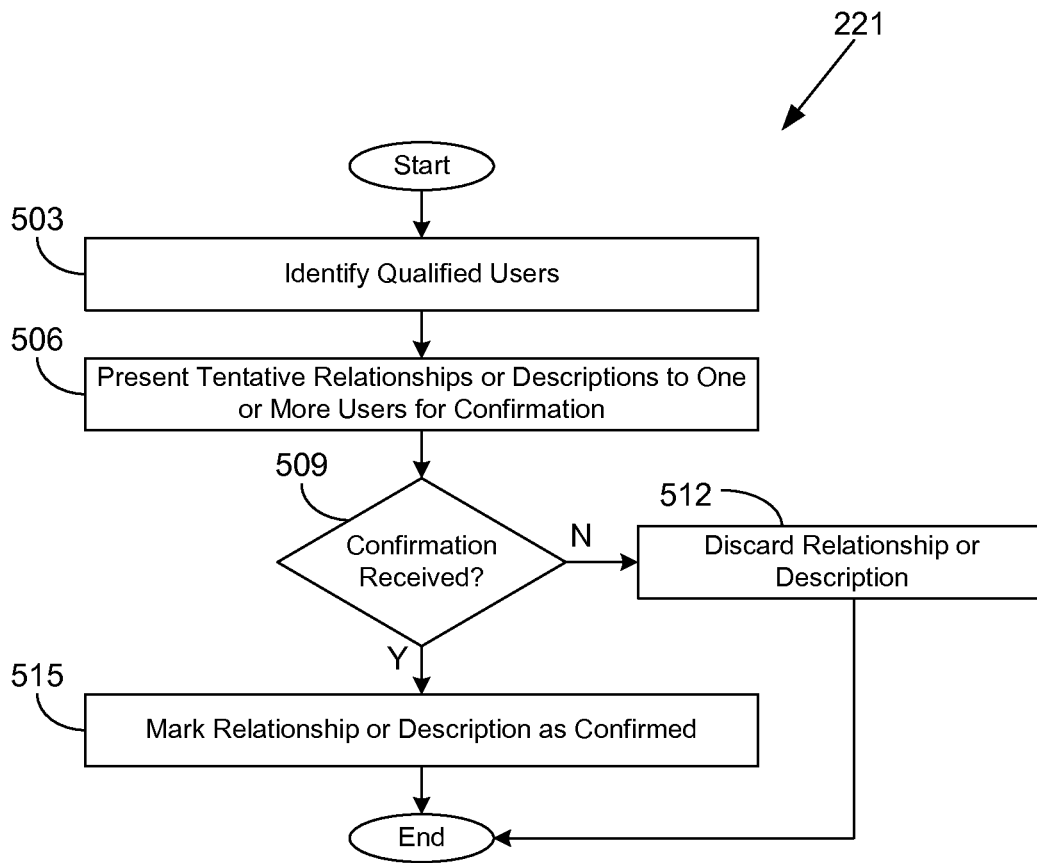 221
Start
503
Identify Qualified Users
506
Present Tentative Relationships or Descriptions to One
or More Users for Confirmation
509
Confirmation
Received?
N
512
Discard Relationship or
Description
Y
515
Mark Relationship or Description as Confirmed
End